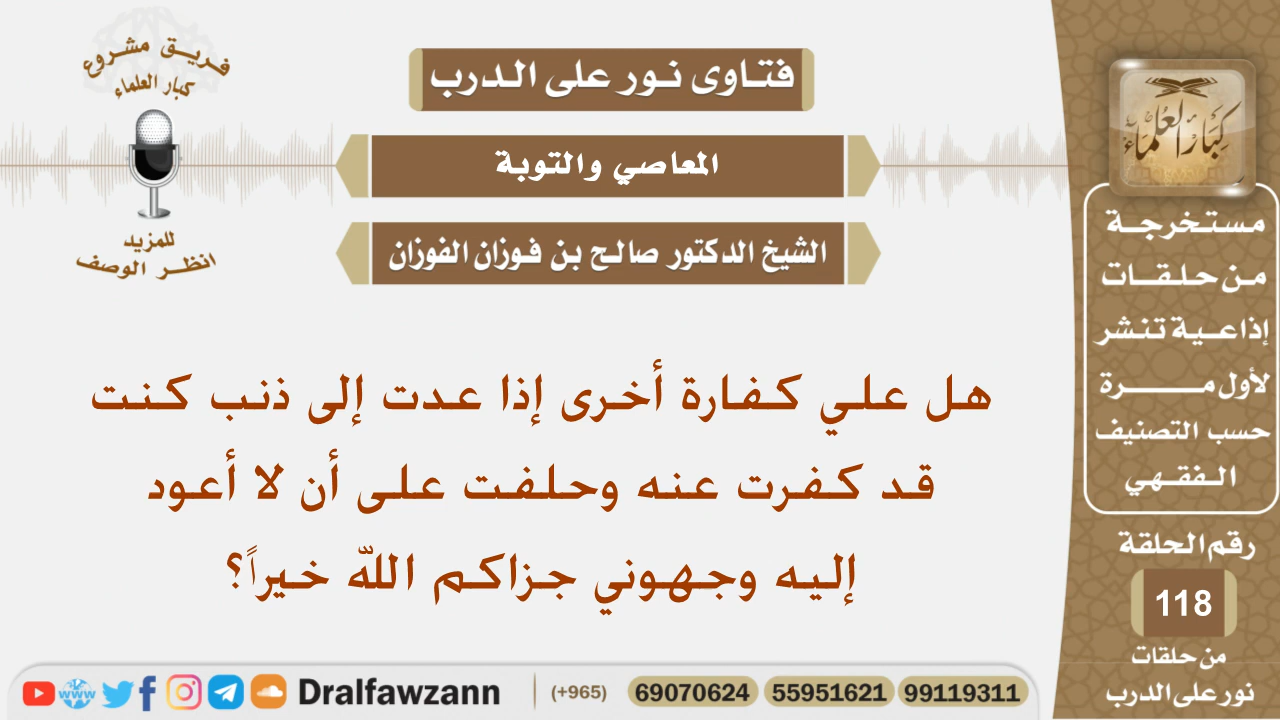 فريق مشروع
كبار العلماء
للمزيد
انظر الوصف
فتاوى نور على الدرب
المعاصي والتوبة
الشيخ الدكتور صالح بن فوزان الفوزان
هل علي كفارة أخرى إذا عدت إلى ذنب كنت
قد كفرت عنه وحلفت على أن لا أعود
إليه وجهوني جزاكم الله خيراً؟
كبار العلماء
مستخرجة
من حلقات
إذاعية تنشر
لأول مرة
حسب التصنيف
الفقهي
رقم الحلقة
118
من حلقات
نور على الدرب
www
Dralfawzann
(+965)
69070624
55951621
99119311